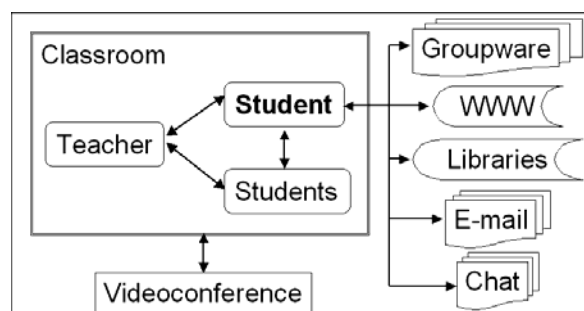 Classroom
Groupware
Student
WWW
Teacher
Libraries
Students
E-mail
Videoconference
Chat